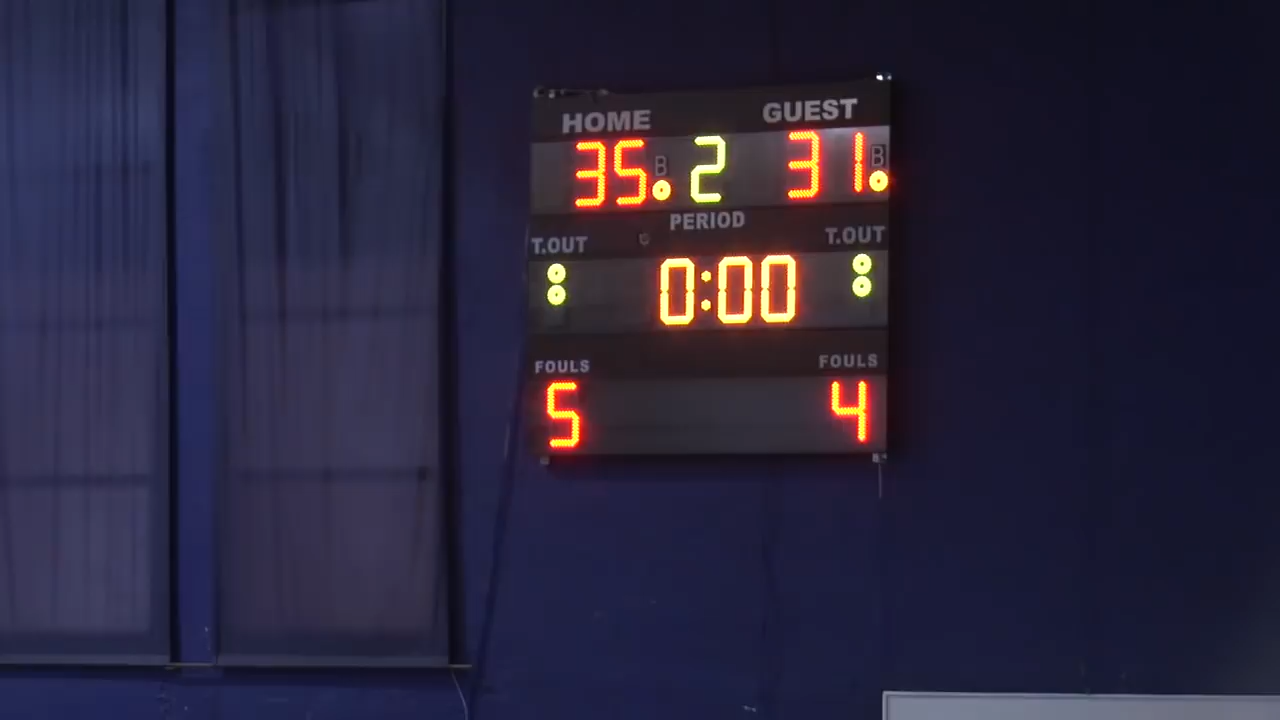 HOME GUEST
35 B 2 31 B
PERIOD
T.OUT T.OUT
0:00
FOULS FOULS
5 4